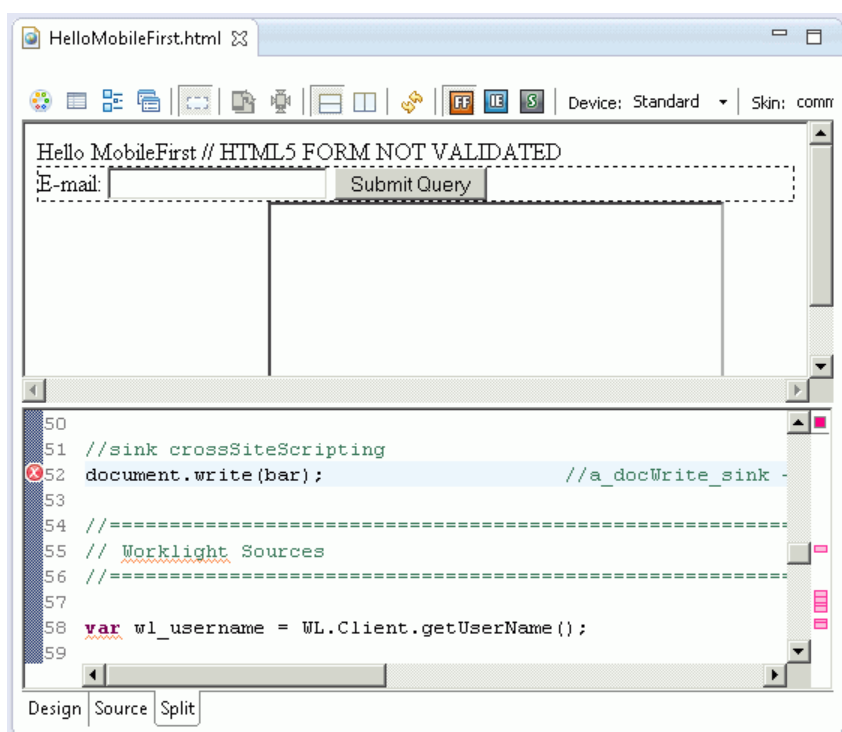 HelloMobileFirst.html
FF IE S Device: Standard Skin: comm
Hello MobileFirst // HTML5 FORM NOT VALIDATED
E-mail: Submit Query
50
51 //sink crossSiteScripting
52 document.write(bar); //a_docWrite_sink -
53
54 //=========================================================
55 // Worklight Sources
56 //=========================================================
57
58 var wl_username = WL.Client.getUserName();
59
Design Source Split